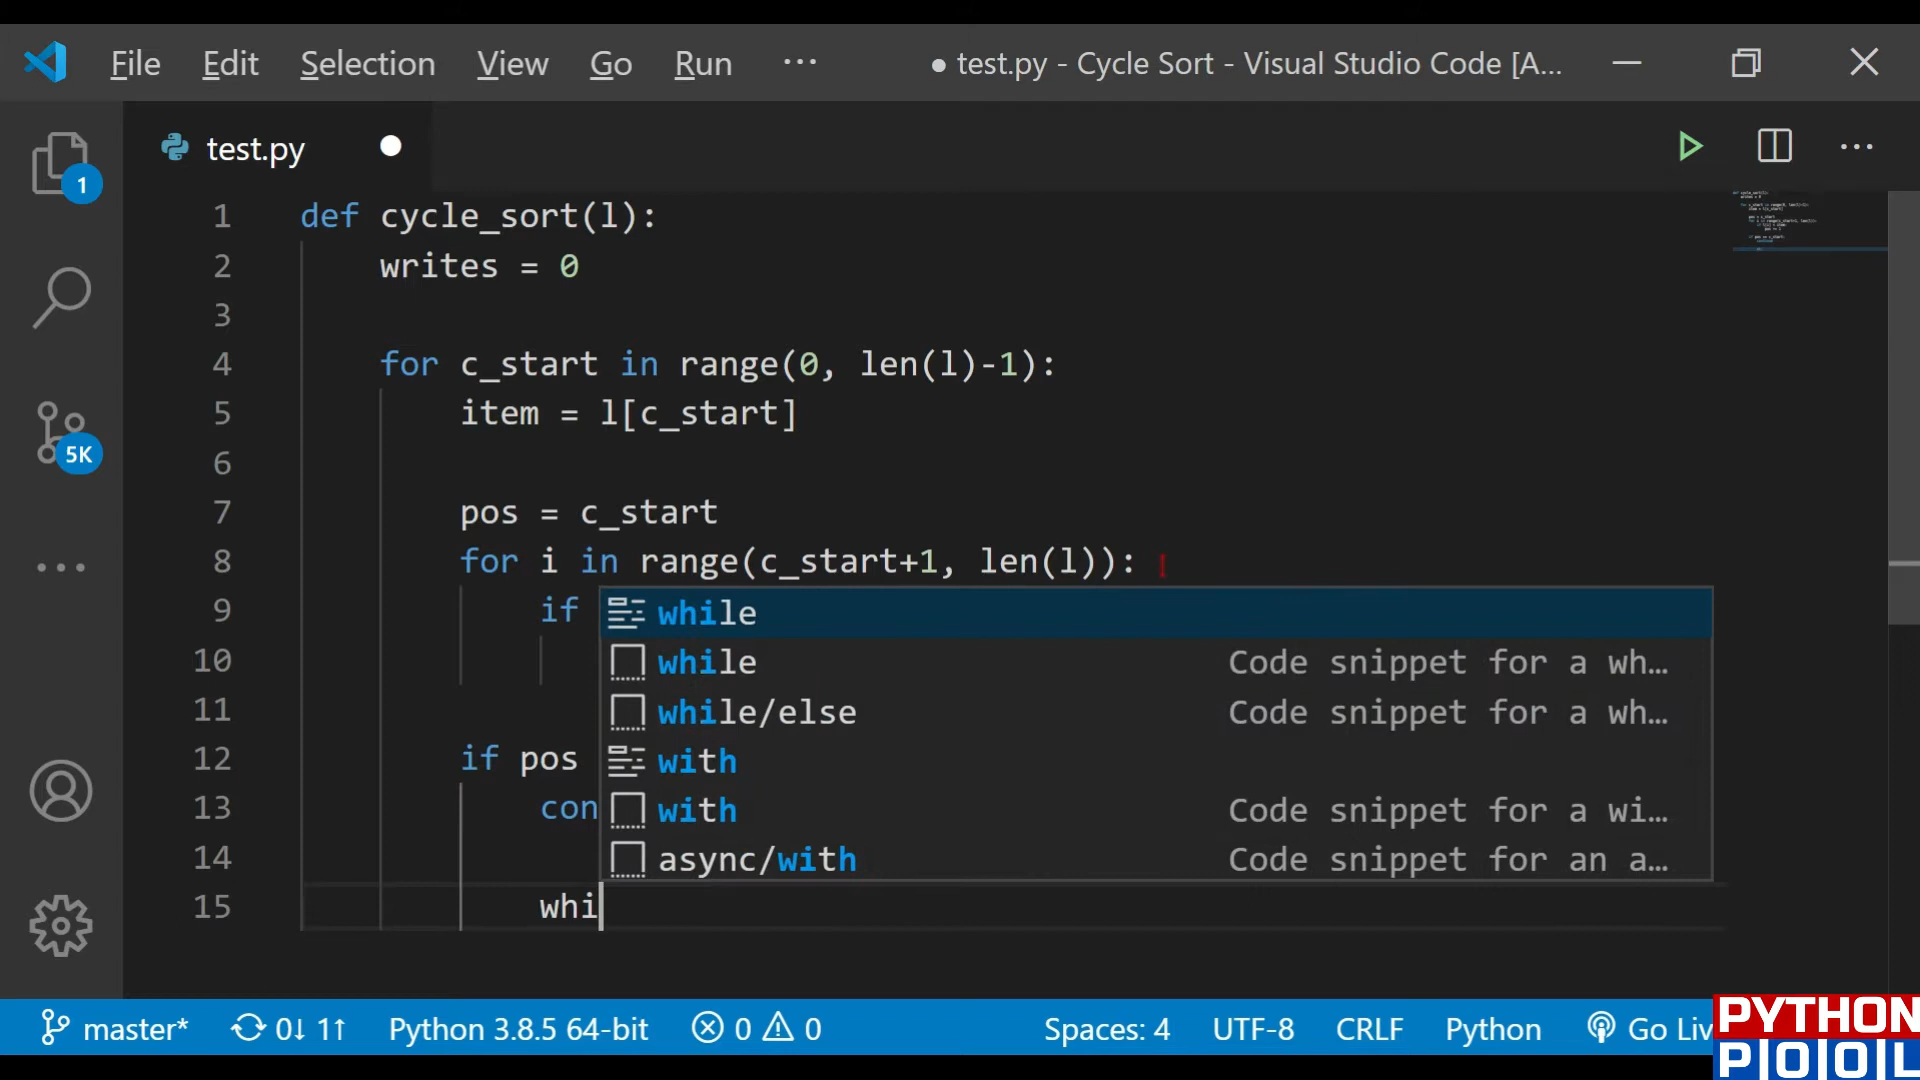 File Edit Selection View Go Run ··· ● test.py - Cycle Sort - Visual Studio Code [A...
test.py
1
5K
1 def cycle_sort(l):
2 writes = 0
3
4 for c_start in range(0, len(l)-1):
5 item = l[c_start]
6
7 pos = c_start
8 for i in range(c_start+1, len(l)):
9 if
10
11
12 if pos
13 con
14
15 whi
while
while Code snippet for a wh…
while/else Code snippet for a wh…
with
with Code snippet for a wi…
async/with Code snippet for an a…
master* 0↓ 1↑ Python 3.8.5 64-bit 0 0 Spaces: 4 UTF-8 CRLF Python Go Liv
PYTHON
POOL